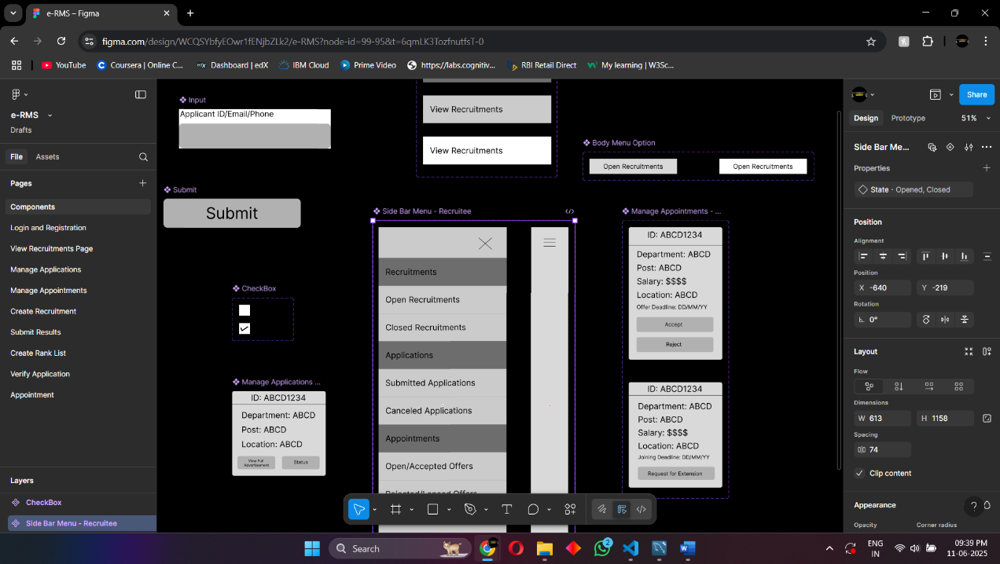 e-RMS – Figma
figma.com/design/WCQSYbfyEOwr1fENjbZLk2/e-RMS?node-id=99-95&t=6qmLK3TozfnutfsT-0
YouTube
Coursera | Online C...
edX
Dashboard | edX
IBM Cloud
Prime Video
https://labs.cognitiv...
RBI Retail Direct
My learning | W3Sc...
e-RMS
Drafts
File
Assets
Pages
Components
Login and Registration
View Recruitments Page
Manage Applications
Manage Appointments
Create Recruitment
Submit Results
Create Rank List
Verify Application
Appointment
Layers
CheckBox
Side Bar Menu - Recruitee
Input
Applicant ID/Email/Phone
Submit
Submit
CheckBox
Manage Applications ...
ID: ABCD1234
Department: ABCD
Post: ABCD
Location: ABCD
View Full
Advertisement
Status
View Recruitments
View Recruitments
Side Bar Menu - Recruitee
Recruitments
Open Recruitments
Closed Recruitments
Applications
Submitted Applications
Canceled Applications
Appointments
Open/Accepted Offers
Rejected/Lapsed Offers
Body Menu Option
Open Recruitments
Open Recruitments
Manage Appointments - ...
ID: ABCD1234
Department: ABCD
Post: ABCD
Salary: $$$$
Location: ABCD
Offer Deadline: DD/MM/YY
Accept
Reject
ID: ABCD1234
Department: ABCD
Post: ABCD
Salary: $$$$
Location: ABCD
Joining Deadline: DD/MM/YY
Request for Extension
Share
Design
Prototype
51%
Side Bar Me...
Properties
State · Opened, Closed
Position
Alignment
Position
X -640
Y -219
Rotation
0°
Layout
Flow
Dimensions
W 613
H 1158
Spacing
74
Clip content
Appearance
Opacity
Corner radius
?
Search
2
ENG
IN
09:39 PM
11-06-2025